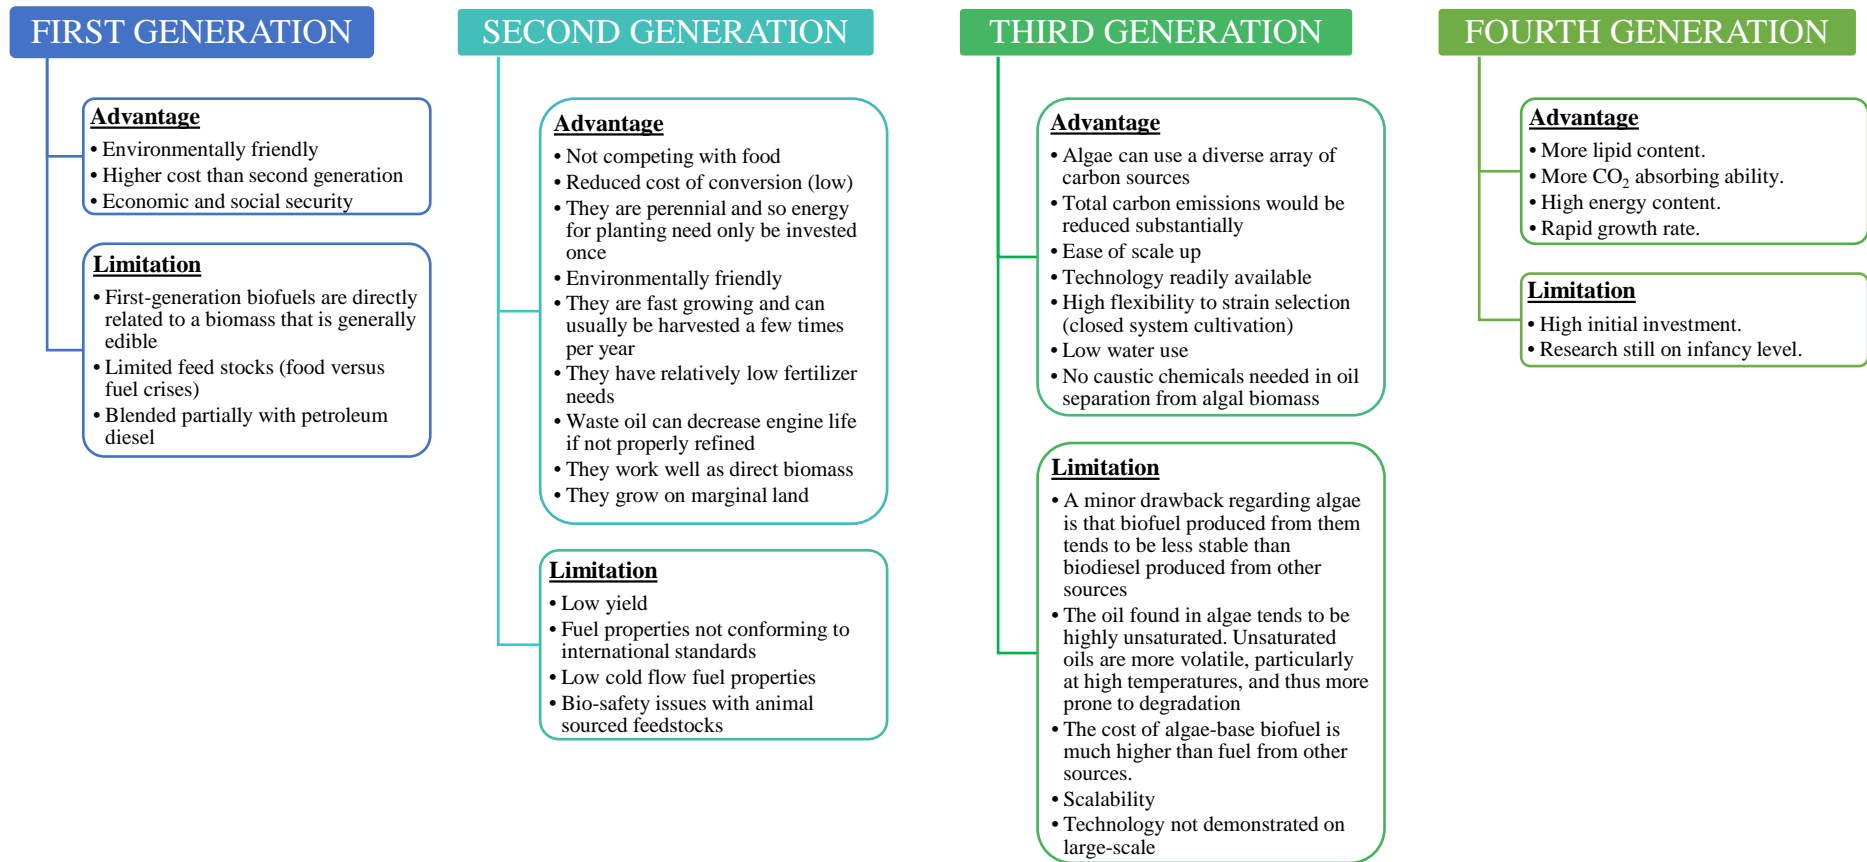 FIRST GENERATION
Advantage
• Environmentally friendly
• Higher cost than second generation
• Economic and social security
Limitation
• First-generation biofuels are directly
related to a biomass that is generally
edible
• Limited feed stocks (food versus
fuel crises)
• Blended partially with petroleum
diesel
SECOND GENERATION
Advantage
• Not competing with food
• Reduced cost of conversion (low)
• They are perennial and so energy
for planting need only be invested
once
• Environmentally friendly
• They are fast growing and can
usually be harvested a few times
per year
• They have relatively low fertilizer
needs
• Waste oil can decrease engine life
if not properly refined
• They work well as direct biomass
• They grow on marginal land
Limitation
• Low yield
• Fuel properties not conforming to
international standards
• Low cold flow fuel properties
• Bio-safety issues with animal
sourced feedstocks
THIRD GENERATION
Advantage
• Algae can use a diverse array of
carbon sources
• Total carbon emissions would be
reduced substantially
• Ease of scale up
• Technology readily available
• High flexibility to strain selection
(closed system cultivation)
• Low water use
• No caustic chemicals needed in oil
separation from algal biomass
Limitation
• A minor drawback regarding algae
is that biofuel produced from them
tends to be less stable than
biodiesel produced from other
sources
• The oil found in algae tends to be
highly unsaturated. Unsaturated
oils are more volatile, particularly
at high temperatures, and thus more
prone to degradation
• The cost of algae-base biofuel is
much higher than fuel from other
sources.
• Scalability
• Technology not demonstrated on
large-scale
FOURTH GENERATION
Advantage
• More lipid content.
• More CO₂ absorbing ability.
• High energy content.
• Rapid growth rate.
Limitation
• High initial investment.
• Research still on infancy level.